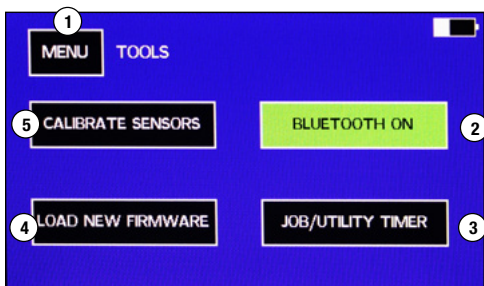 1
MENU TOOLS
5 CALIBRATE SENSORS BLUETOOTH ON 2
4 LOAD NEW FIRMWARE JOB/UTILITY TIMER 3